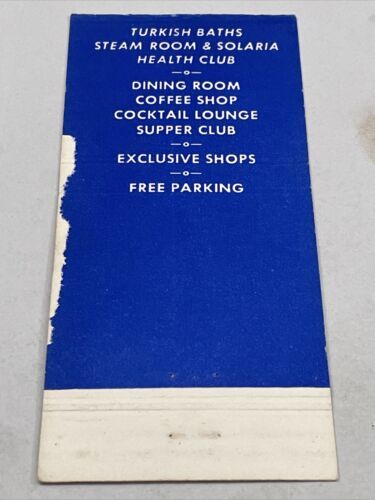 TURKISH BATHS
STEAM ROOM & SOLARIA
HEALTH CLUB
DINING ROOM
COFFEE SHOP
COCKTAIL LOUNGE
SUPPER CLUB
EXCLUSIVE SHOPS
FREE PARKING